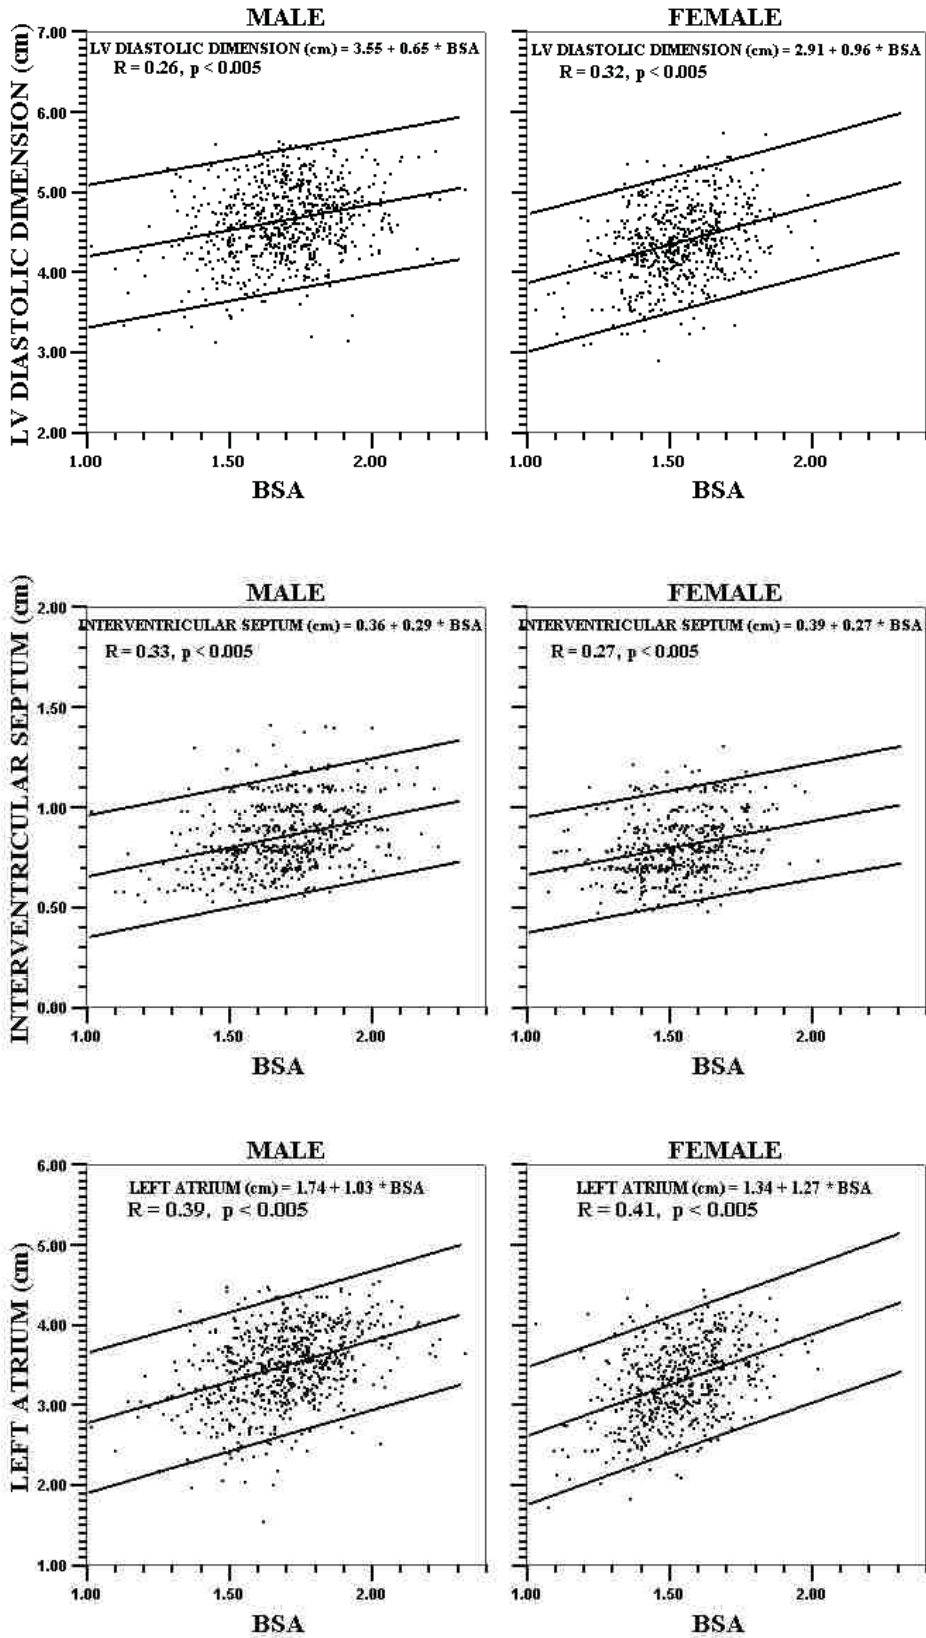 MALE
FEMALE
LV DIASTOLIC DIMENSION (cm)
7.00
6.00
5.00
4.00
3.00
2.00
LV DIASTOLIC DIMENSION (cm) = 3.55 + 0.65 * BSA
R = 0.26, p < 0.005
LV DIASTOLIC DIMENSION (cm) = 2.91 + 0.96 * BSA
R = 0.32, p < 0.005
1.00 1.50 2.00
1.00 1.50 2.00
BSA
BSA
MALE
FEMALE
INTERVENTRICULAR SEPTUM (cm)
2.00
1.50
1.00
0.50
0.00
INTERVENTRICULAR SEPTUM (cm) = 0.36 + 0.29 * BSA
R = 0.33, p < 0.005
INTERVENTRICULAR SEPTUM (cm) = 0.39 + 0.27 * BSA
R = 0.27, p < 0.005
1.00 1.50 2.00
1.00 1.50 2.00
BSA
BSA
MALE
FEMALE
LEFT ATRIUM (cm)
6.00
5.00
4.00
3.00
2.00
1.00
LEFT ATRIUM (cm) = 1.74 + 1.03 * BSA
R = 0.39, p < 0.005
LEFT ATRIUM (cm) = 1.34 + 1.27 * BSA
R = 0.41, p < 0.005
1.00 1.50 2.00
1.00 1.50 2.00
BSA
BSA